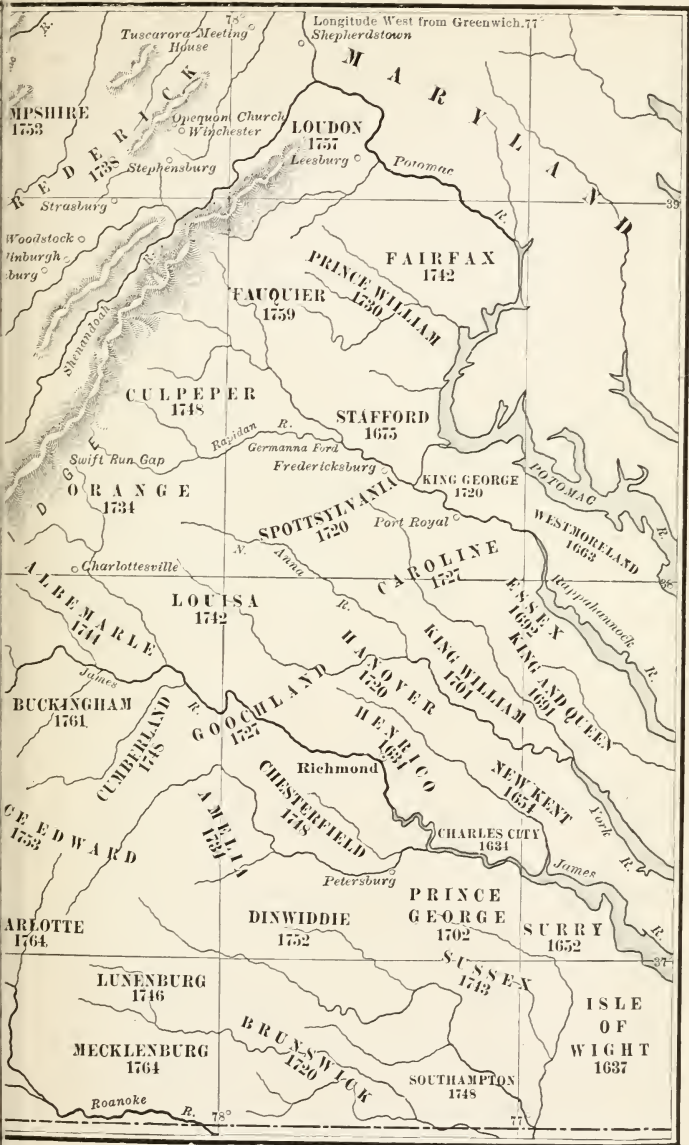 78°
Longitude West from Greenwich.77
R.
Tuscarora Meeting
House
Shepherdstown
MARYLAND
MPSHIRE
1753
REDERICK
1738
Opequon Church
Winchester
LOUDON
1757
Stephensburg
Leesburg
Potomac
R.
Strasburg
39
Woodstock
inburgh
burg
FAIRFAX
1742
PRINCE WILLIAM
1730
FAUQUIER
1759
Shenandoah
R.
CULPEPER
1748
STAFFORD
1675
Rapidan R.
Germanna Ford
Swift Run Gap
Fredericksburg
KING GEORGE
1720
POTOMAC
R.
IDGE
ORANGE
1734
SPOTTSYLVANIA
1720
Port Royal
WESTMORELAND
1663
N. Anna R.
CAROLINE
1727
Charlottesville
38
ALBEMARLE
1744
LOUISA
1742
ESSEX
1692
Rappahannock R.
HANOVER
1720
KING WILLIAM
1701
KING AND QUEEN
1691
James
R.
BUCKINGHAM
1761
GOOCHLAND
1727
CUMBERLAND
1748
HENRICO
1634
Richmond
NEW KENT
1654
York
R.
CHESTERFIELD
1748
AMELIA
1734
CE EDWARD
1753
CHARLES CITY
1634
James
R.
Petersburg
PRINCE
GEORGE
1702
DINWIDDIE
1752
SURRY
1652
ARLOTTE
1764
37
SUSSEX
1743
LUNENBURG
1746
ISLE
OF
WIGHT
1637
BRUNSWICK
1720
MECKLENBURG
1764
SOUTHAMPTON
1748
Roanoke R.
78°
77°